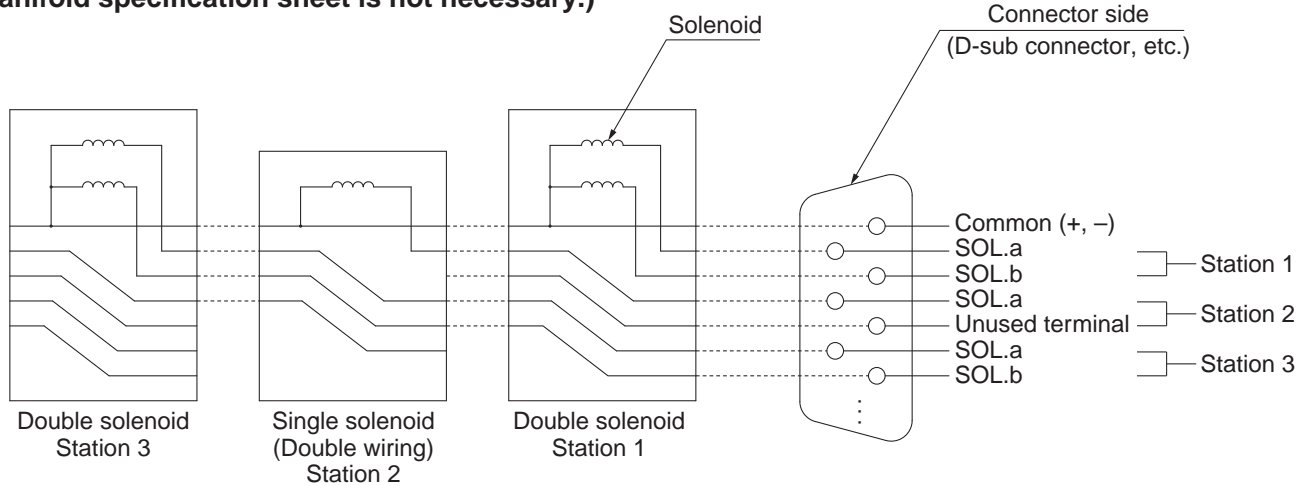 anifold specification sheet is not necessary.)
Solenoid
Connector side
(D-sub connector, etc.)
Common (+, –)
SOL.a
SOL.b
Station 1
SOL.a
Unused terminal
Station 2
SOL.a
SOL.b
Station 3
Double solenoid
Station 3
Single solenoid
(Double wiring)
Station 2
Double solenoid
Station 1